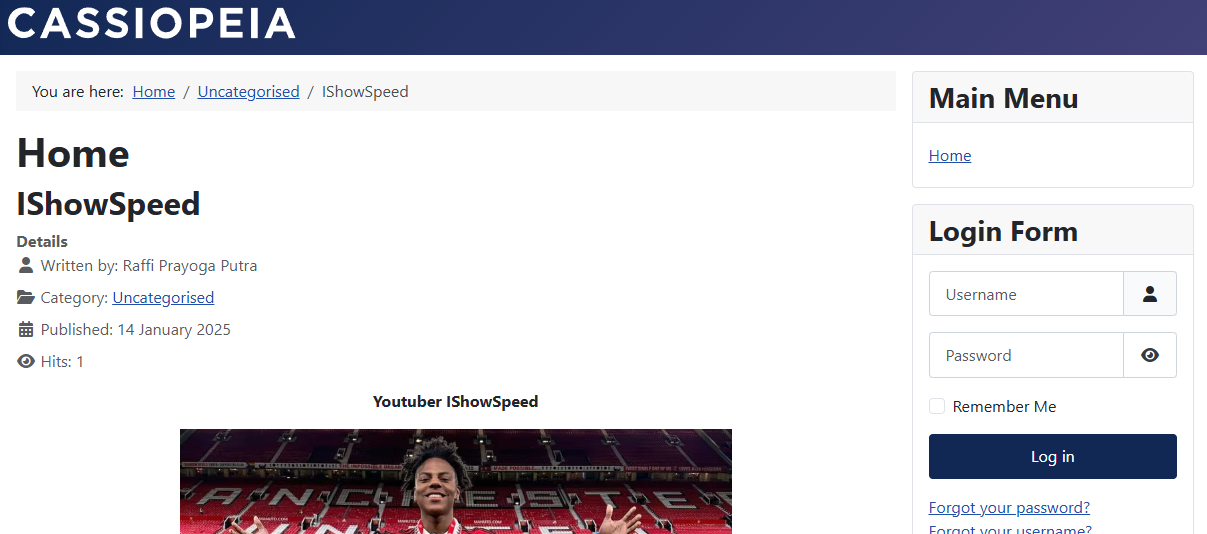 CASSIOPEIA
You are here: Home / Uncategorised / IShowSpeed
Home
IShowSpeed
Details
Written by: Raffi Prayoga Putra
Category: Uncategorised
Published: 14 January 2025
Hits: 1
Youtuber IShowSpeed
ANCHESTE
Main Menu
Home
Login Form
Username
Password
Remember Me
Log in
Forgot your password?
Forgot your username?